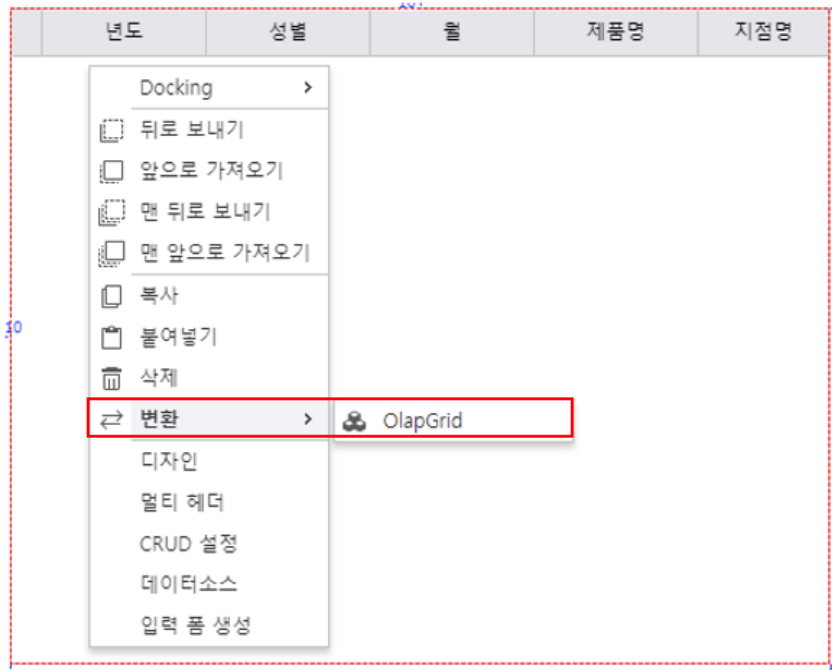 년도 성별 월 제품명 지점명
Docking
뒤로 보내기
앞으로 가져오기
맨 뒤로 보내기
맨 앞으로 가져오기
복사
붙여넣기
삭제
변환 OlapGrid
디자인
멀티 헤더
CRUD 설정
데이터소스
입력 폼 생성